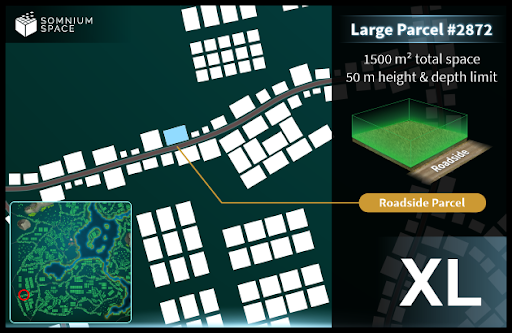 SOMNIUM
SPACE
Large Parcel #2872
1500 m² total space
50 m height & depth limit
Roadside
Roadside Parcel
XL